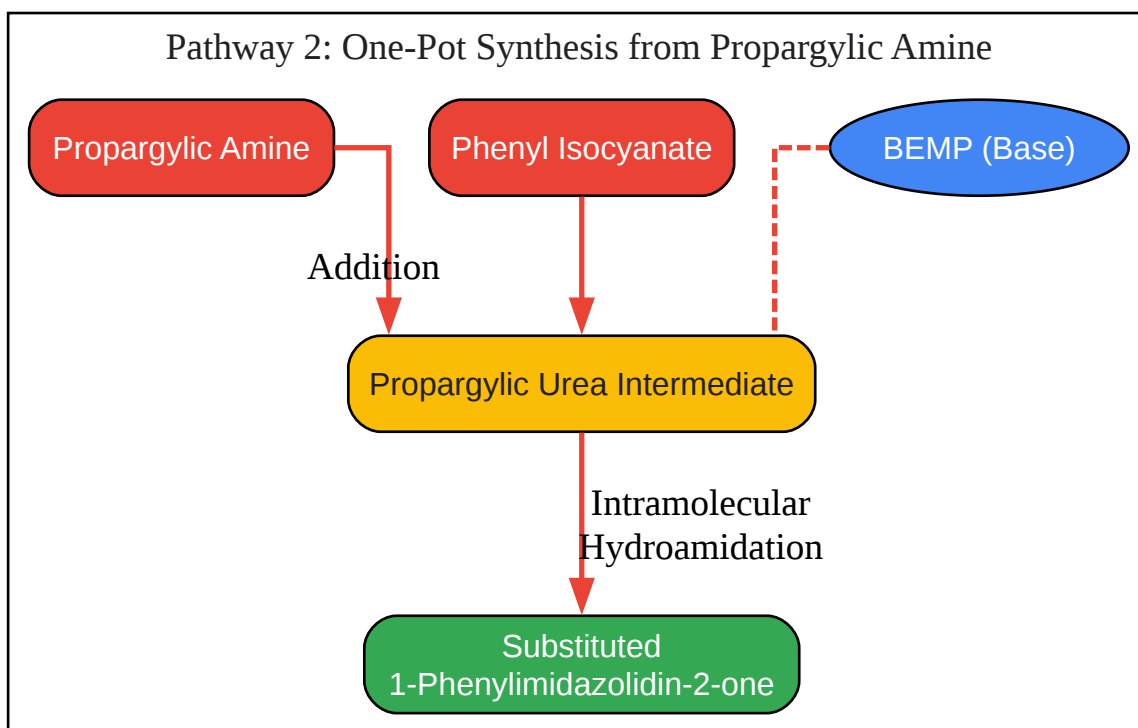 Pathway 2: One-Pot Synthesis from Propargylic Amine
Propargylic Amine
Phenyl Isocyanate
BEMP (Base)
Addition
Propargylic Urea Intermediate
Intramolecular
Hydroamidation
Substituted
1-Phenylimidazolidin-2-one